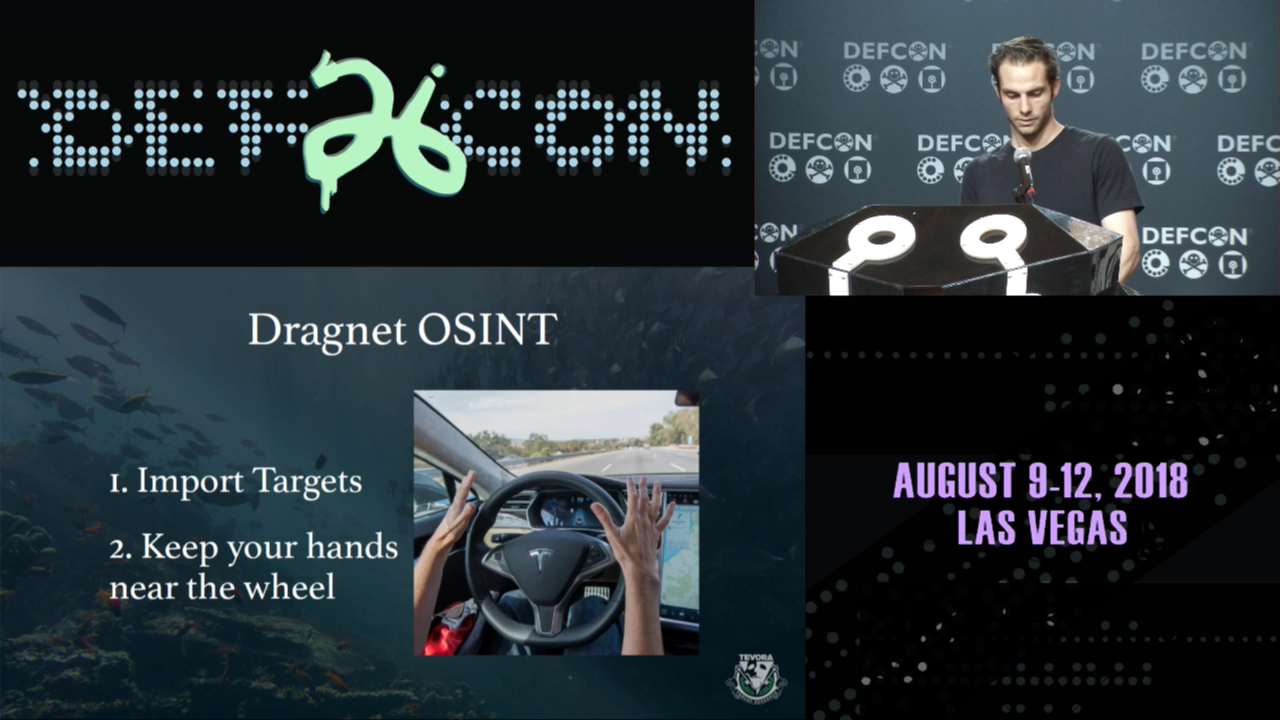 DEF 26 CON
DEFCON DEFCON DEFCON DEFCON
DEFCON DEFCON DEFCON DEFCON
DEFCON DEFCON
Dragnet OSINT
1. Import Targets
2. Keep your hands
near the wheel
TEVORA
AUGUST 9-12, 2018
LAS VEGAS